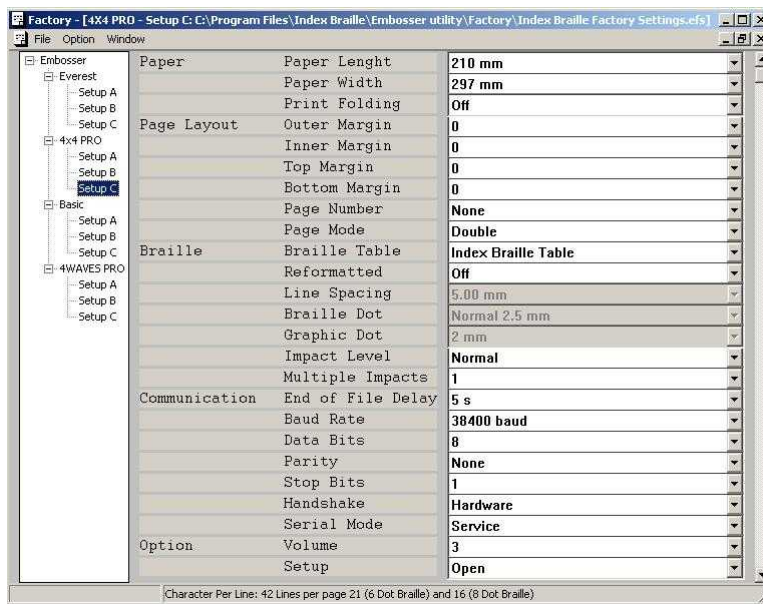 Factory - [4X4 PRO - Setup C: C:\Program Files\Index Braille\Embosser utility\Factory\Index Braille Factory Settings.efs]
File Option Window
Embosser
Everest
Setup A
Setup B
Setup C
4x4 PRO
Setup A
Setup B
Setup C
Basic
Setup A
Setup B
Setup C
4WAVES PRO
Setup A
Setup B
Setup C
Paper Paper Lenght 210 mm
Paper Width 297 mm
Print Folding Off
Page Layout Outer Margin 0
Inner Margin 0
Top Margin 0
Bottom Margin 0
Page Number None
Page Mode Double
Braille Braille Table Index Braille Table
Reformatted Off
Line Spacing 5.00 mm
Braille Dot Normal 2.5 mm
Graphic Dot 2 mm
Impact Level Normal
Multiple Impacts 1
Communication End of File Delay 5 s
Baud Rate 38400 baud
Data Bits 8
Parity None
Stop Bits 1
Handshake Hardware
Serial Mode Service
Option Volume 3
Setup Open
Character Per Line: 42 Lines per page 21 (6 Dot Braille) and 16 (8 Dot Braille)